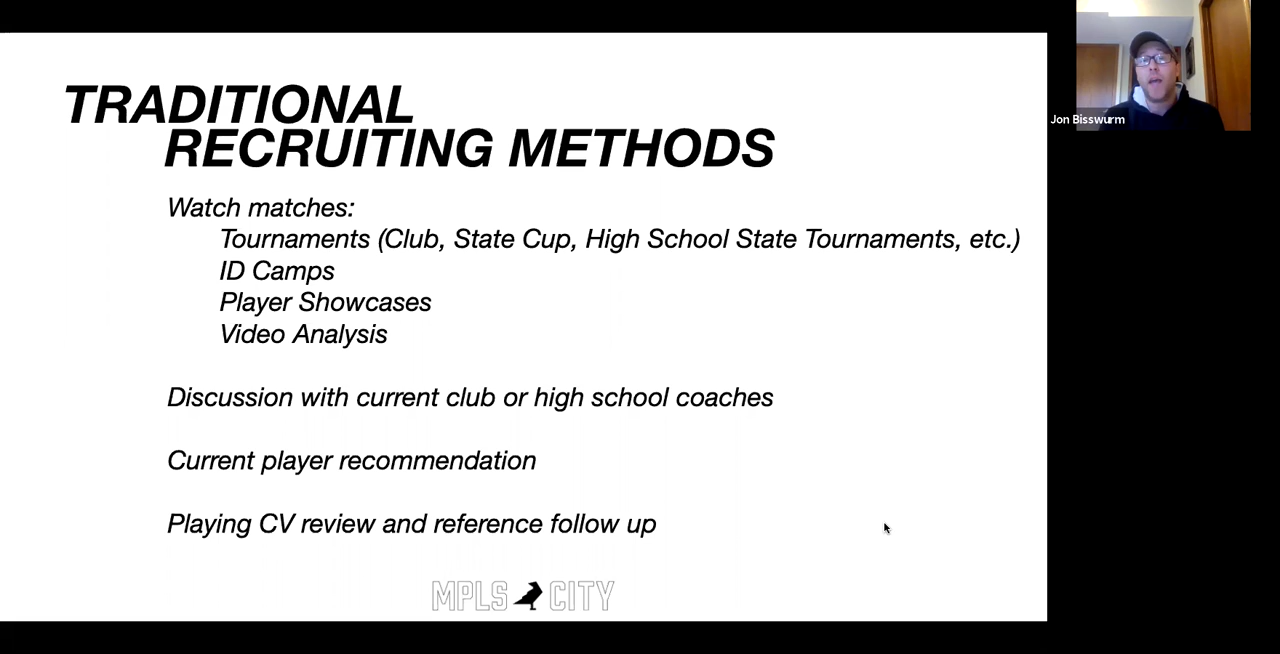 TRADITIONAL
RECRUITING METHODS
Watch matches:
Tournaments (Club, State Cup, High School State Tournaments, etc.)
ID Camps
Player Showcases
Video Analysis
Discussion with current club or high school coaches
Current player recommendation
Playing CV review and reference follow up
MPLS CITY
Jon Bisswurm